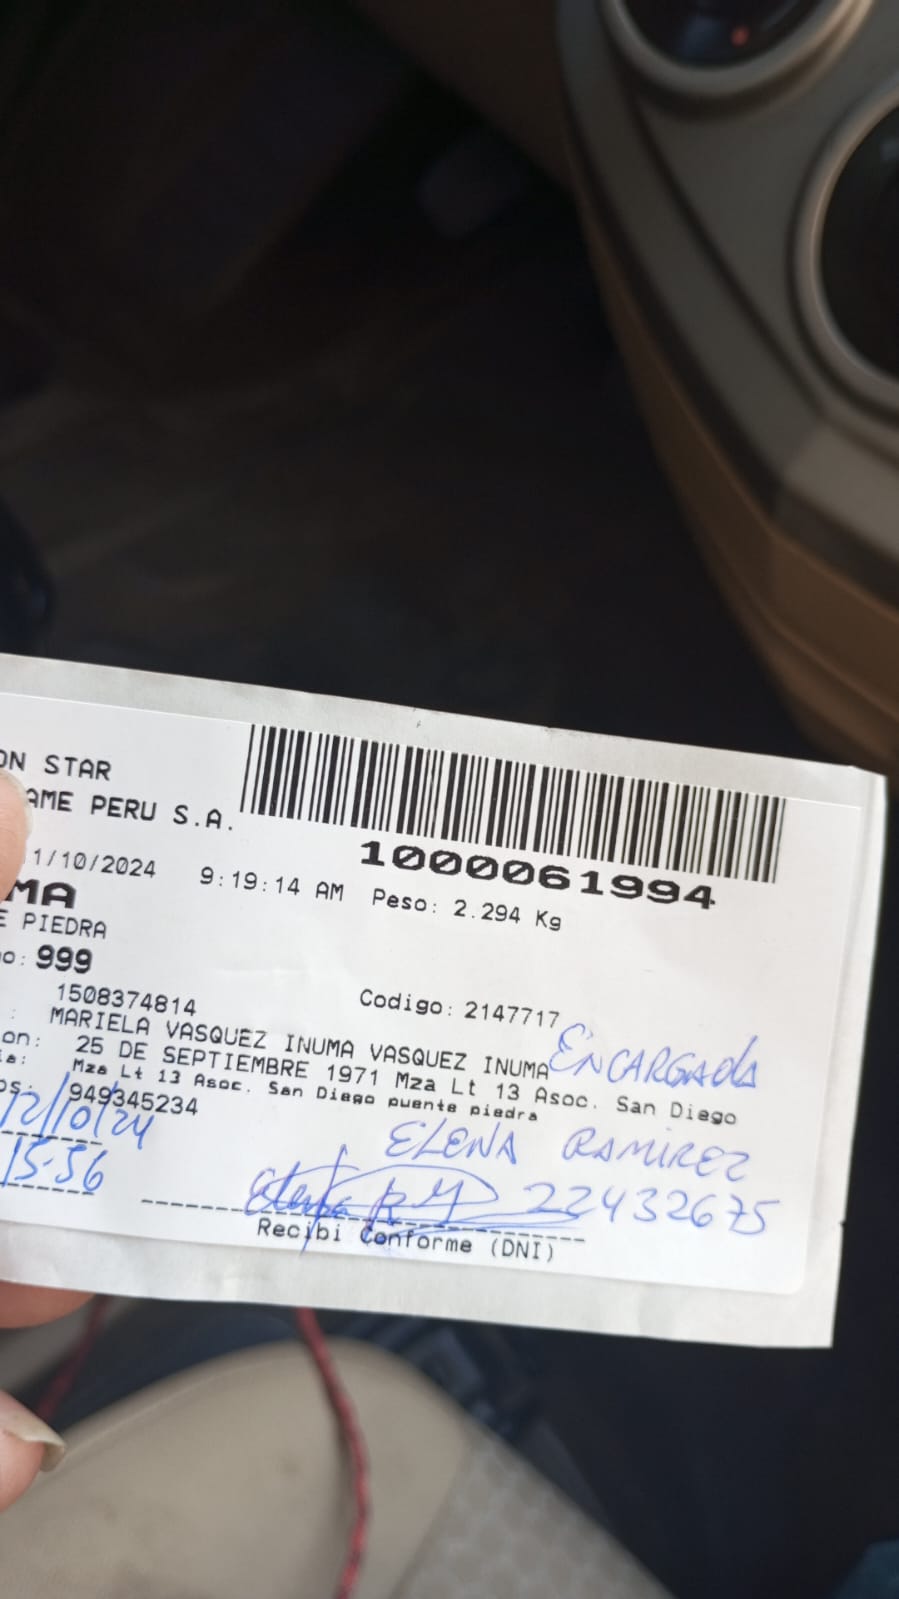 ON STAR
AME PERU S.A.
1000061994
1/10/2024 9:19:14 AM Peso: 2.294 Kg
MA
E PIEDRA
o: 999
1508374814 Codigo: 2147717
: MARIELA VASQUEZ INUMA VASQUEZ INUMA ENCARGADA
on: 25 DE SEPTIEMBRE 1971 Mza Lt 13 Asoc. San Diego
ia: Mza Lt 13 Asoc. San Diego puente piedra
os: 949345234
12/10/24 ELENA RAMIREZ
15:56 22432675
Recibi Conforme (DNI)